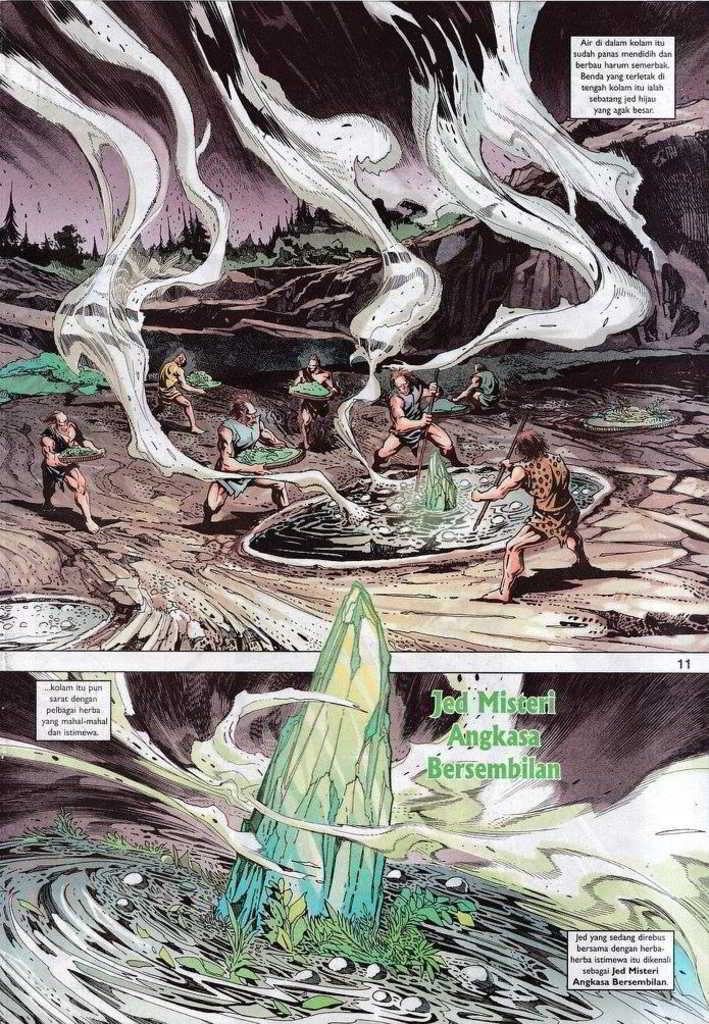 Air di dalam kolam itu
sudah panas mendidih dan
berbau harum semerbak.
Benda yang terletak di
tengah kolam itu ialah
sebatang jed hijau
yang agak besar.
11
...kolam itu pun
sarat dengan
pelbagai herba
yang mahal-mahal
dan istimewa.
Jed Misteri
Angkasa
Bersembilan
Jed yang sedang direbus
bersama dengan herba-
herba istimewa itu dikenali
sebagai Jed Misteri
Angkasa Bersembilan.